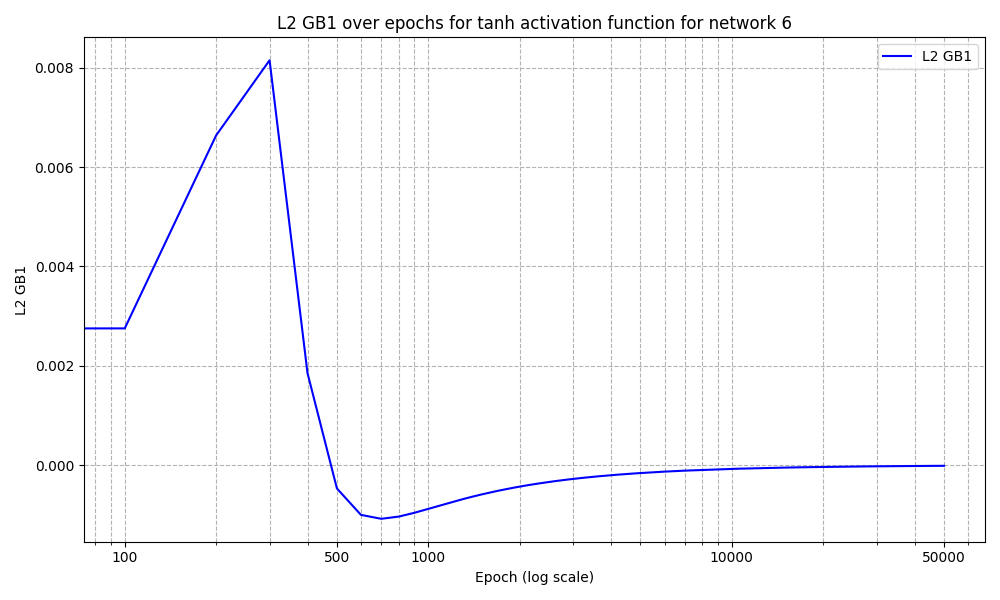 L2 GB1 over epochs for tanh activation function for network 6
L2 GB1
0.008
0.006
0.004
0.002
0.000
L2 GB1
100
500
1000
10000
50000
Epoch (log scale)